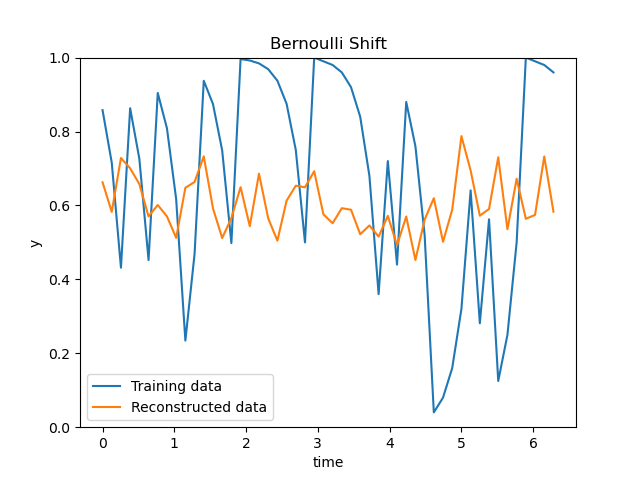 Bernoulli Shift
1.0
0.8
0.6
0.4
0.2
0.0
y
Training data
Reconstructed data
0 1 2 3 4 5 6
time